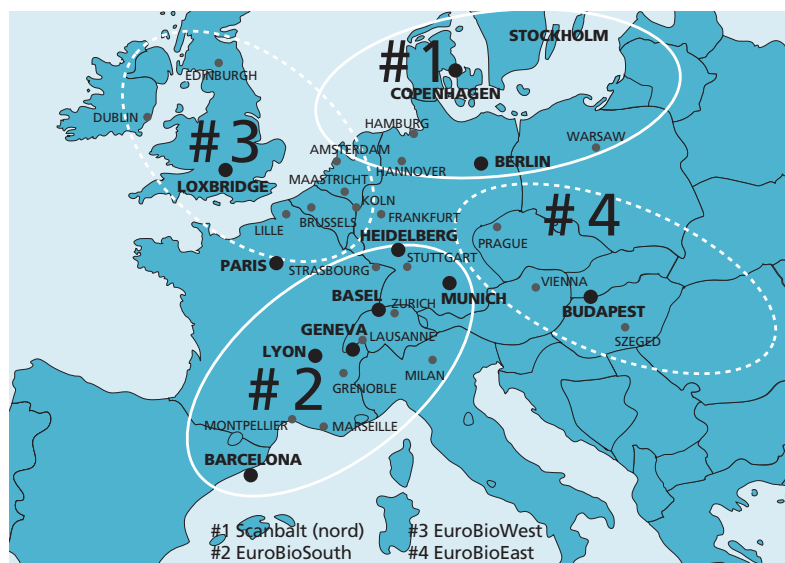 STOCKHOLM
#1
EDINBURGH
COPENHAGEN
DUBLIN
HAMBURG
WARSAW
#3
AMSTERDAM
HANNOVER
BERLIN
LOXBRIDGE
MAASTRICHT
KOLN
LILLE
BRUSSELS
FRANKFURT
#4
HEIDELBERG
PRAGUE
PARIS
STRASBOURG
STUTTGART
BASEL
ZURICH
MUNICH
VIENNA
BUDAPEST
GENEVA
LAUSANNE
SZEGED
LYON
MILAN
GRENOBLE
#2
MONTPELLIER
MARSEILLE
BARCELONA
#1 Scanbalt (nord)
#2 EuroBioSouth
#3 EuroBioWest
#4 EuroBioEast